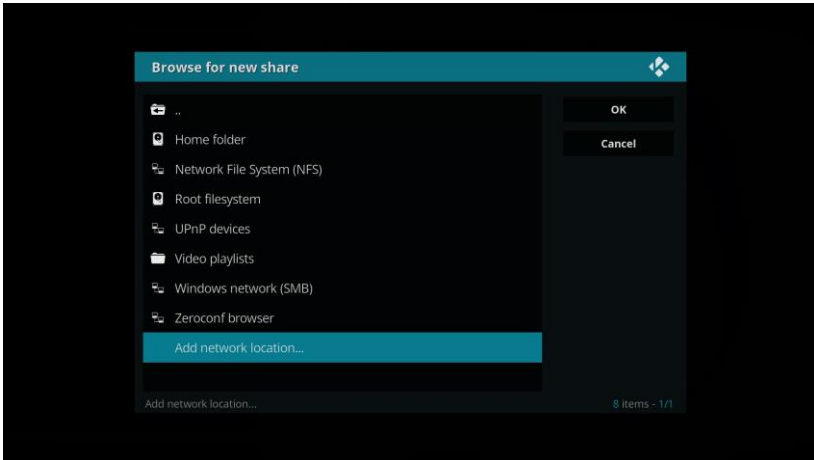 Browse for new share
..
Home folder
Network File System (NFS)
Root filesystem
UPnP devices
Video playlists
Windows network (SMB)
Zeroconf browser
Add network location...
OK
Cancel
Add network location...
8 items - 1/1